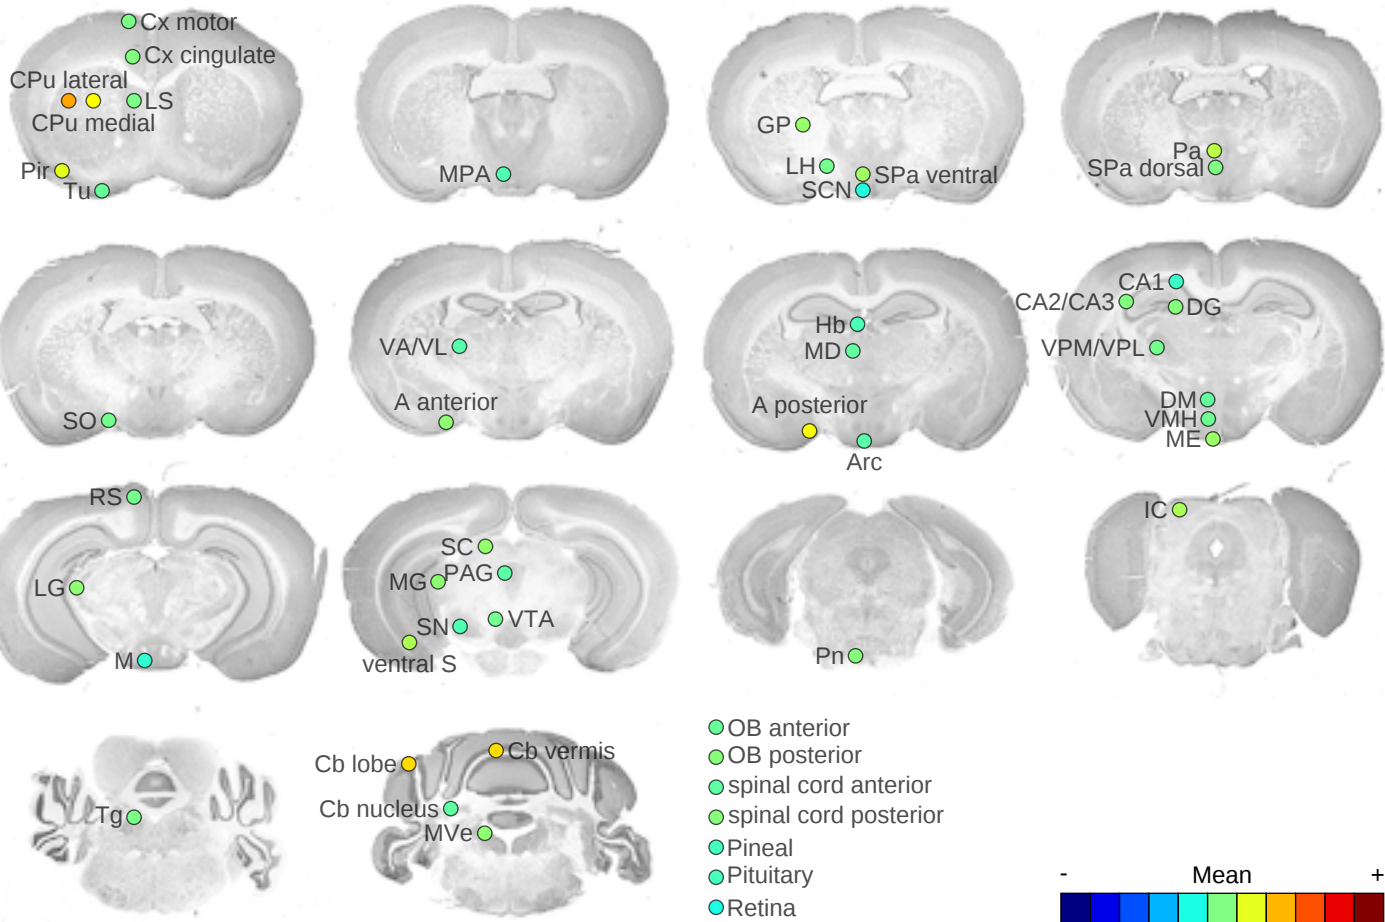 Cx motor
Cx cingulate
CPu lateral
LS
CPu medial
Pir
Tu
MPA
GP
LH
SPa ventral
SCN
Pa
SPa dorsal
SO
VA/VL
A anterior
Hb
MD
A posterior
Arc
CA1
CA2/CA3
DG
VPM/VPL
DM
VMH
ME
RS
LG
M
SC
MG
PAG
SN
VTA
ventral S
Pn
IC
Tg
Cb lobe
Cb vermis
Cb nucleus
MVe
OB anterior
OB posterior
spinal cord anterior
spinal cord posterior
Pineal
Pituitary
Retina
- Mean +